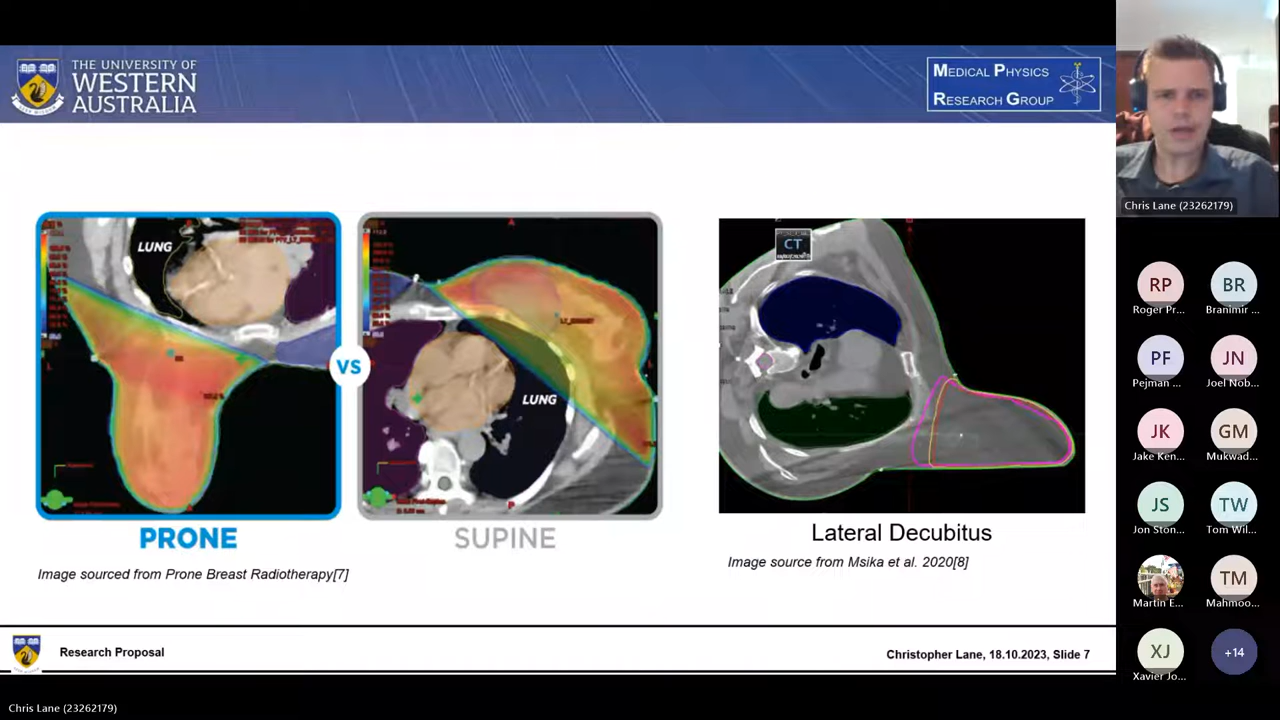 THE UNIVERSITY OF
WESTERN
AUSTRALIA
MEDICAL PHYSICS
RESEARCH GROUP
LUNG
VS
LUNG
CT
PRONE
SUPINE
Lateral Decubitus
Image sourced from Prone Breast Radiotherapy[7]
Image source from Msika et al. 2020[8]
Research Proposal
Christopher Lane, 18.10.2023, Slide 7
Chris Lane (23262179)
Chris Lane (23262179)
RP
Roger Pr...
BR
Branimir ...
PF
Pejman ...
JN
Joel Nob...
JK
Jake Ken...
GM
Mukwad...
JS
Jon Ston...
TW
Tom Wil...
Martin E...
TM
Mahmoo...
XJ
Xavier Jo...
+14